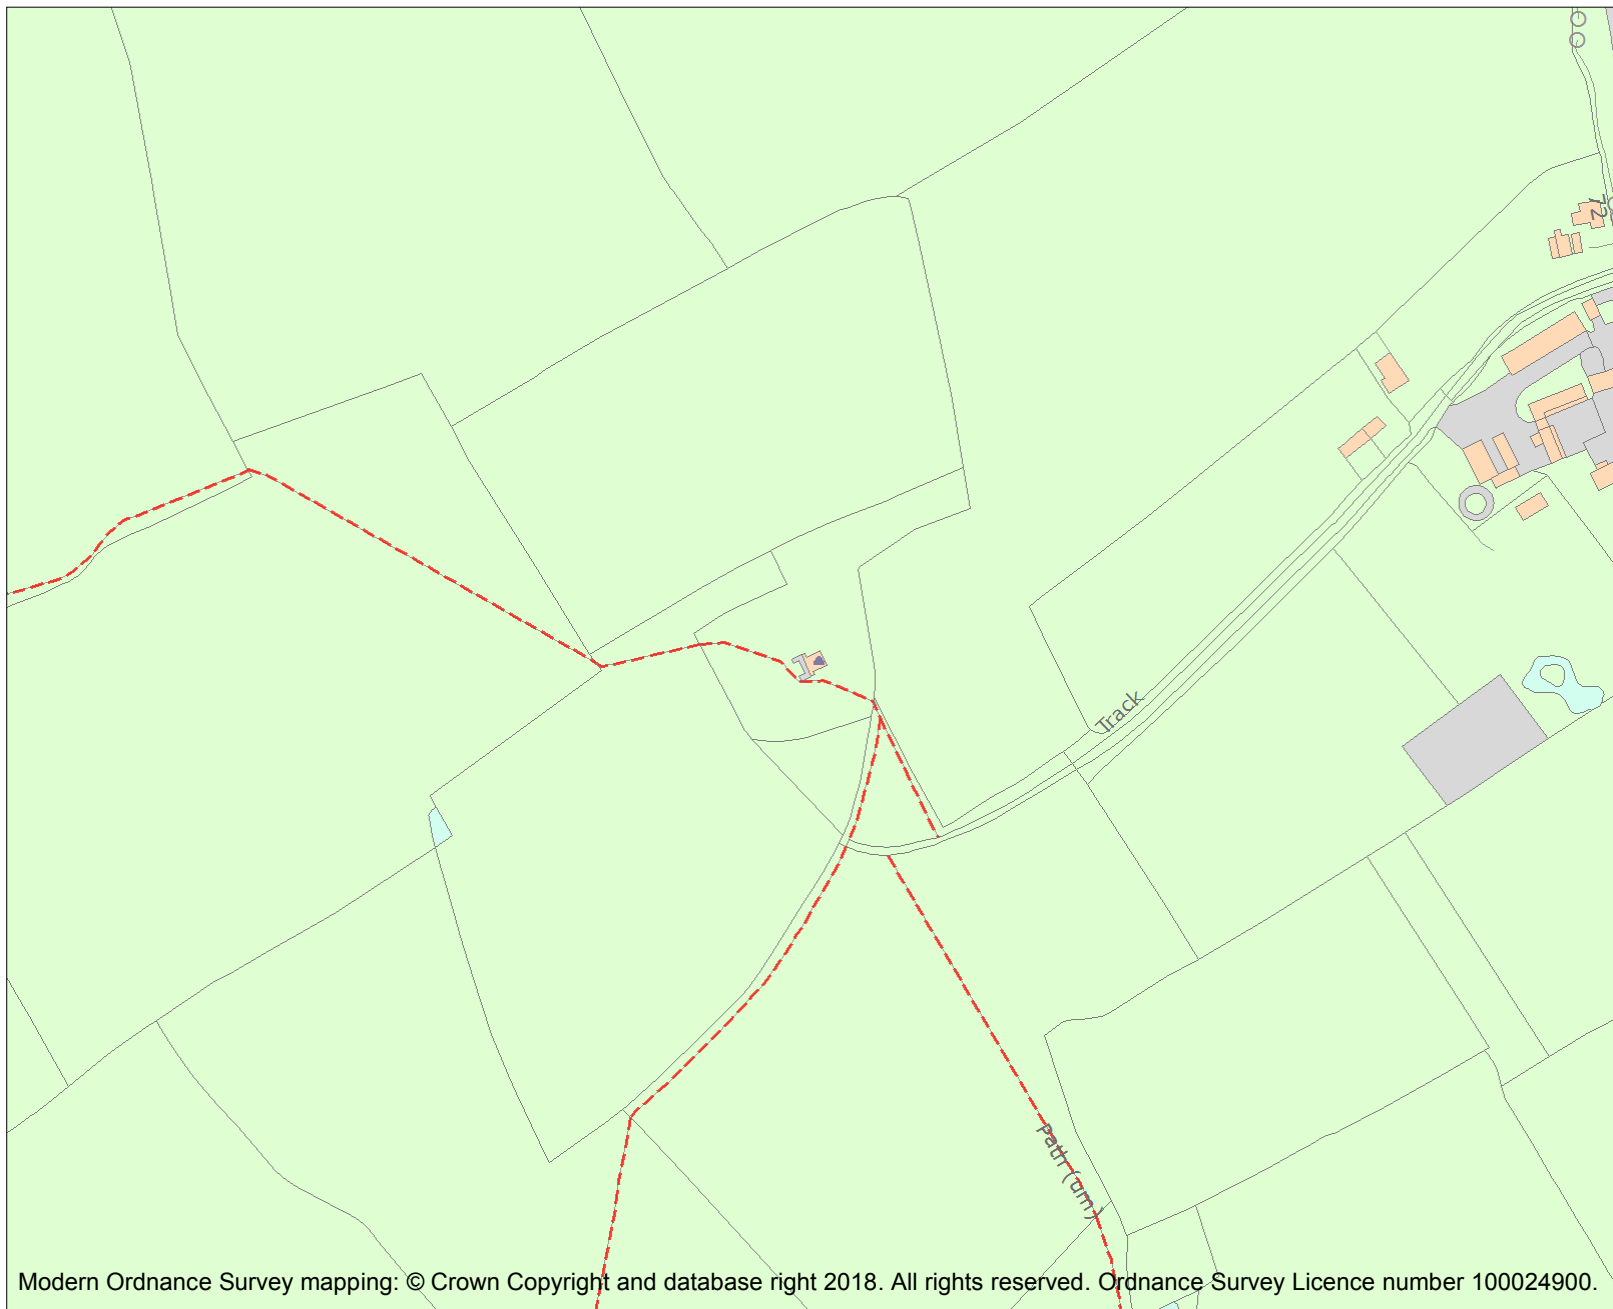 72
Track
Path (um)
Modern Ordnance Survey mapping: © Crown Copyright and database right 2018. All rights reserved. Ordnance Survey Licence number 100024900.